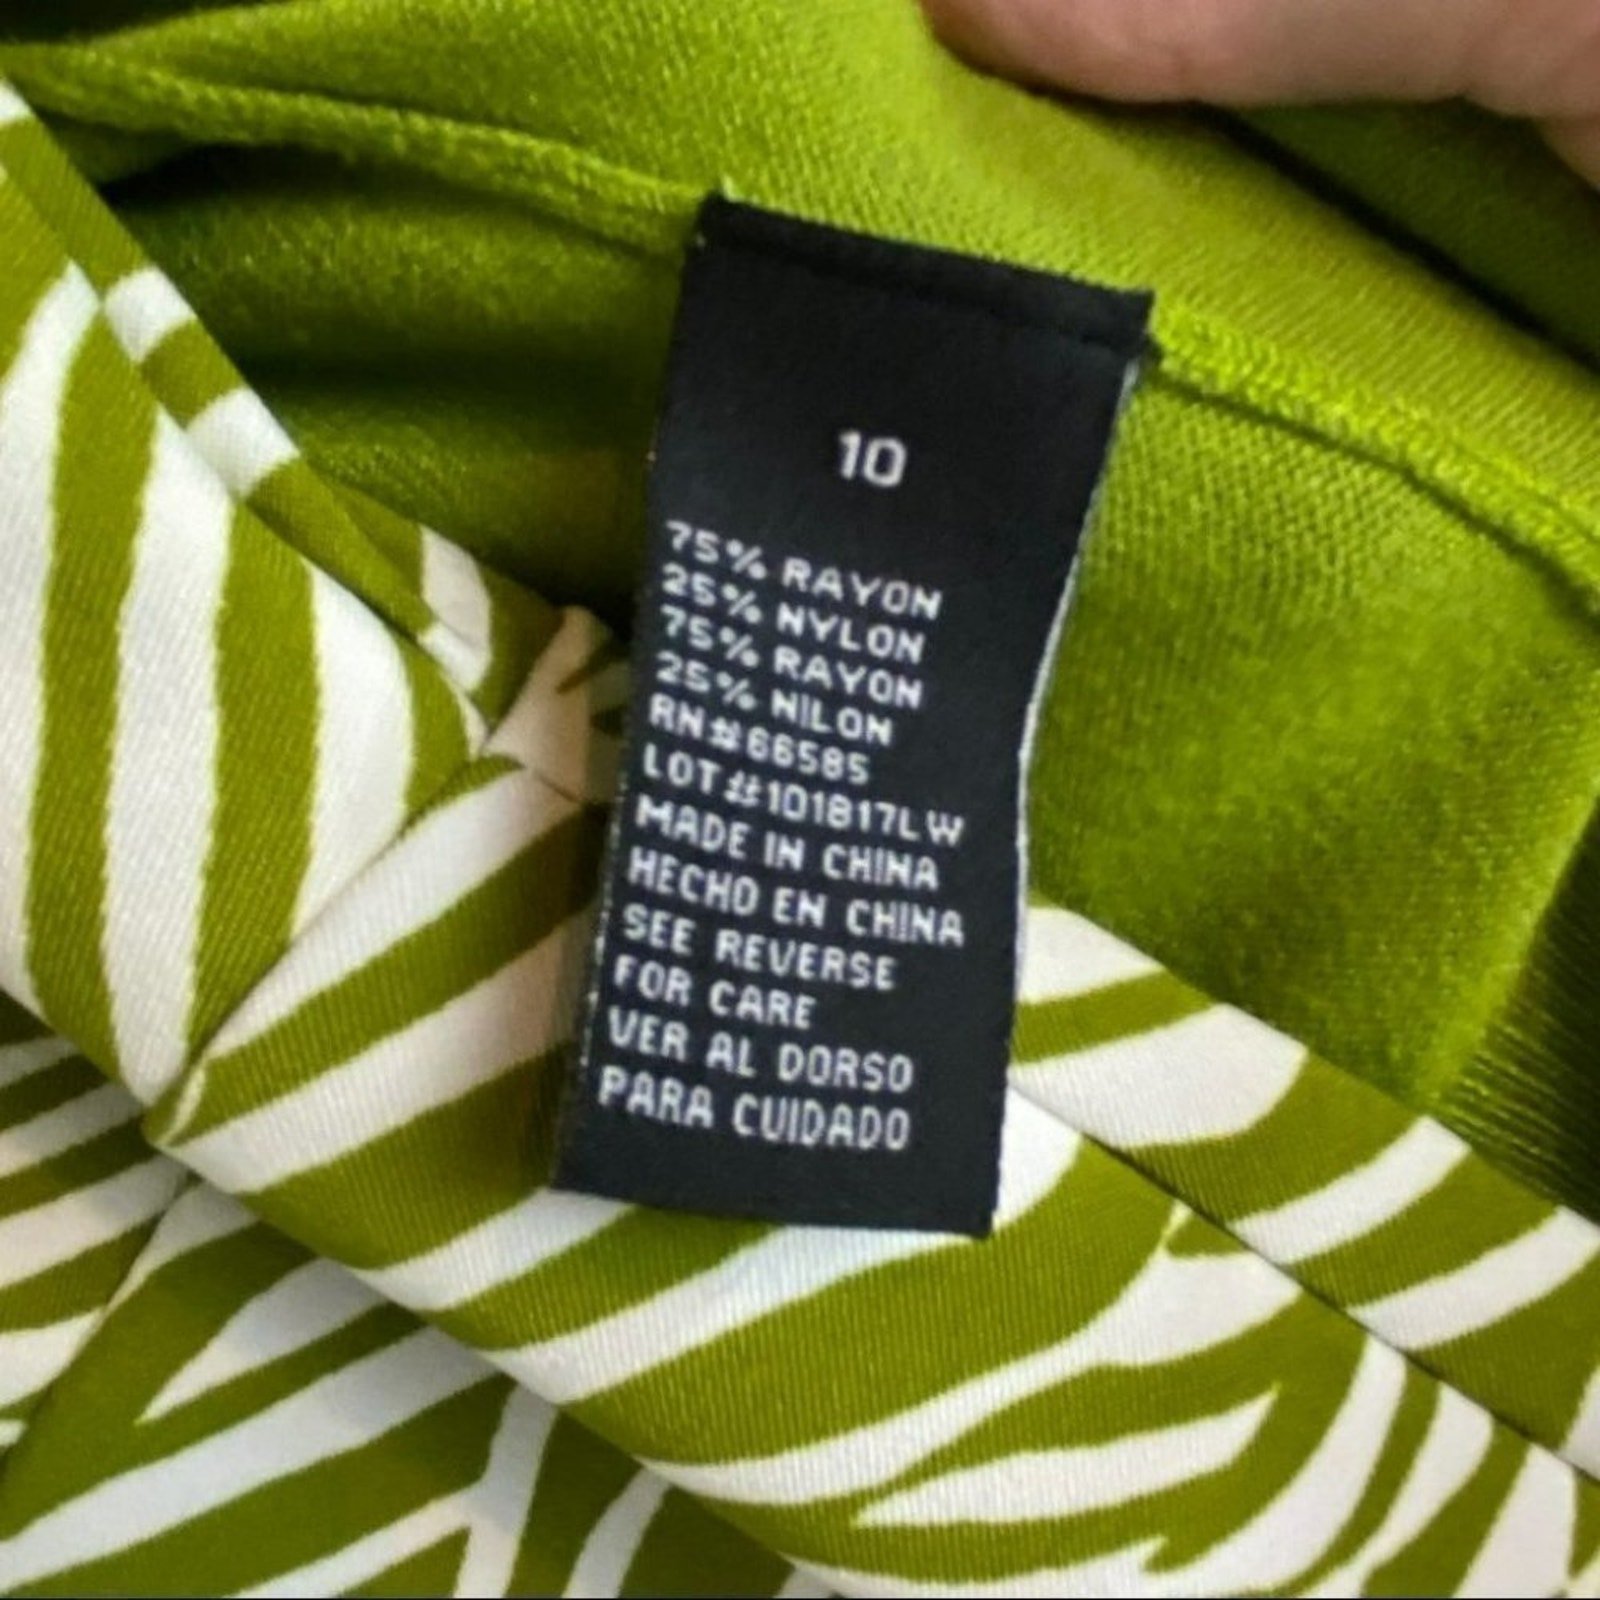 10
75% RAYON
25% NYLON
75% RAYON
25% NILON
RN#66585
LOT#101817LW
MADE IN CHINA
HECHO EN CHINA
SEE REVERSE
FOR CARE
VER AL DORSO
PARA CUIDADO